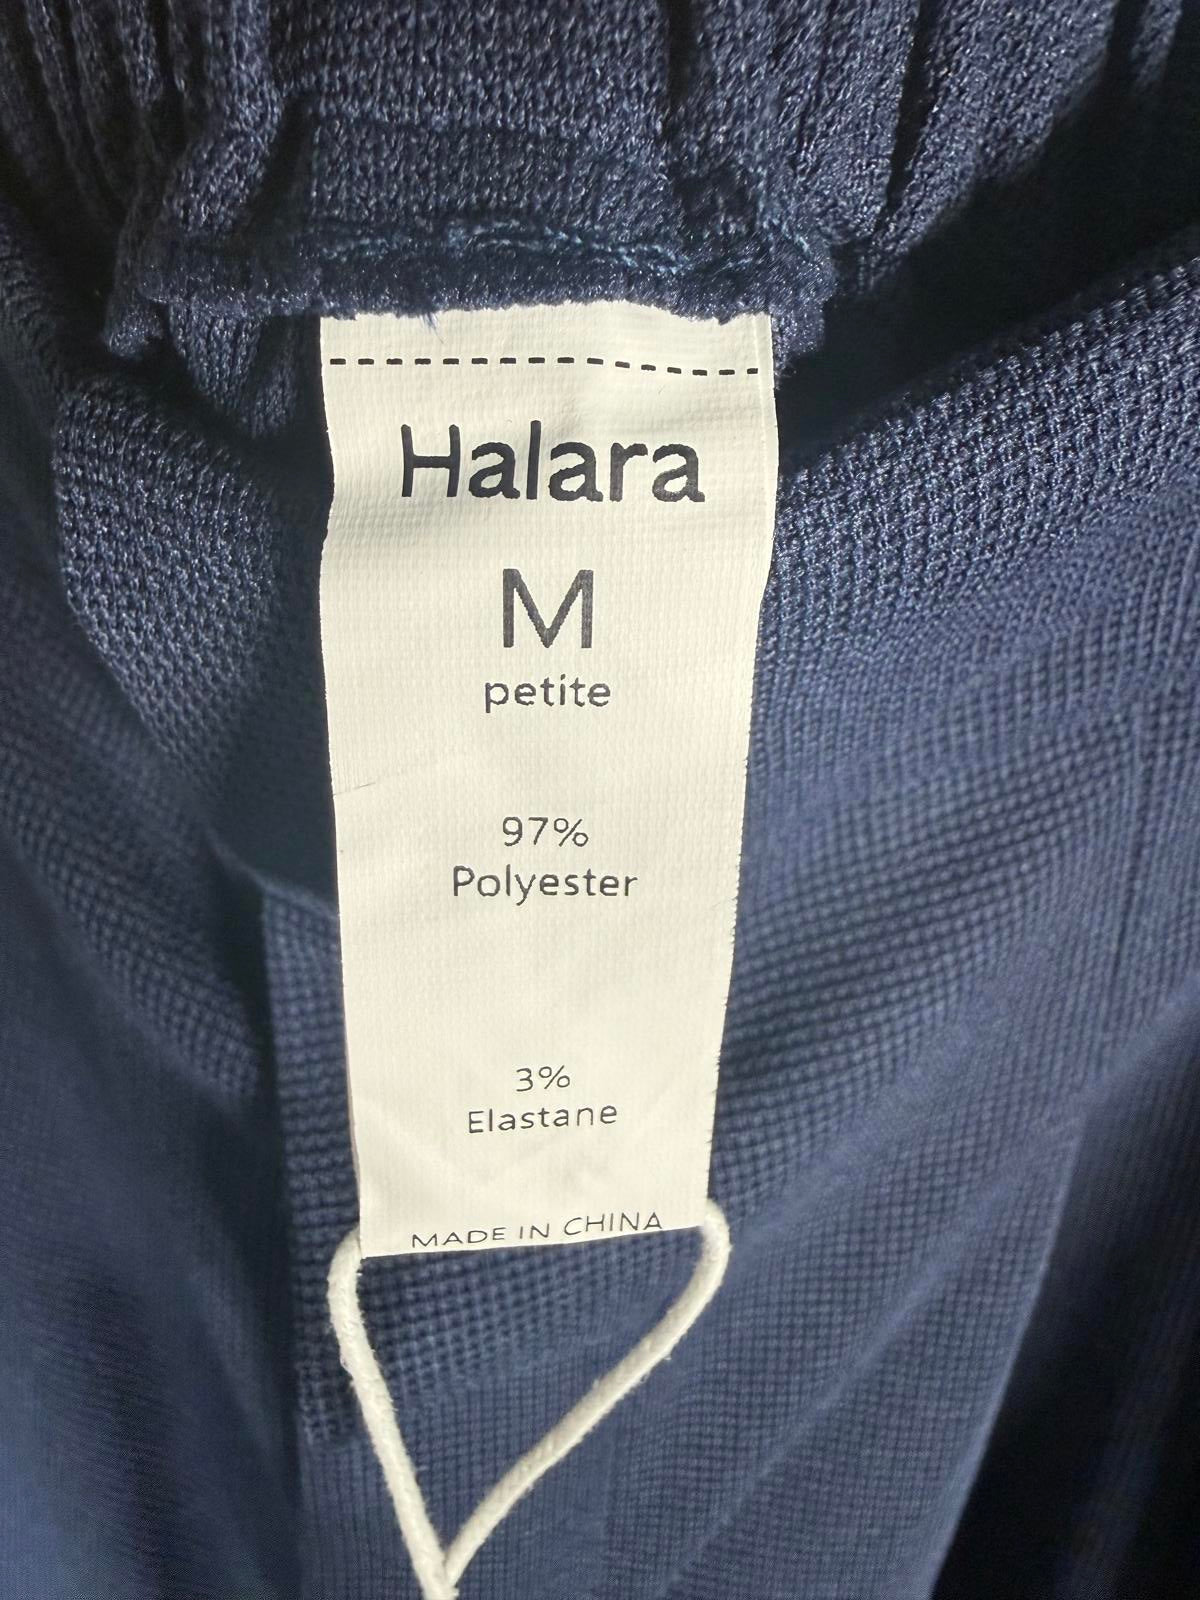 Halara
M
petite
97%
Polyester
3%
Elastane
MADE IN CHINA